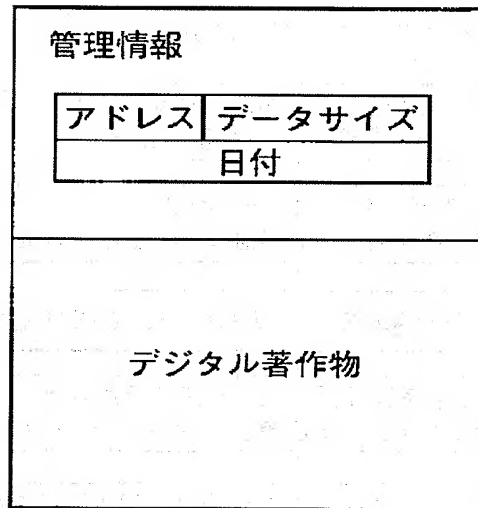 管理情報
アドレス データサイズ
日付
デジタル著作物